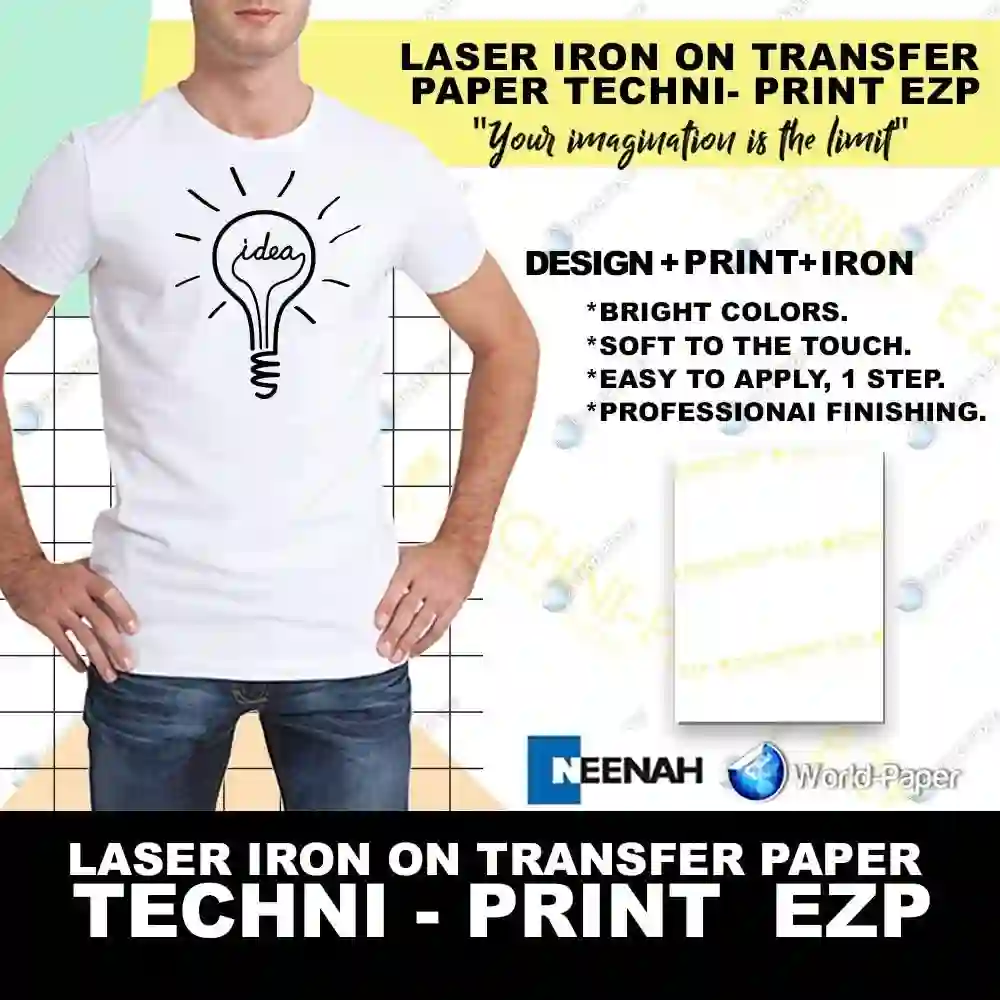 LASER IRON ON TRANSFER
PAPER TECHNI- PRINT EZP
"Your imagination is the limit"
idea
DESIGN+PRINT+IRON
*BRIGHT COLORS.
*SOFT TO THE TOUCH.
*EASY TO APPLY, 1 STEP.
*PROFESSIONAl FINISHING.
NEENAH
World-Paper
LASER IRON ON TRANSFER PAPER
TECHNI - PRINT EZP